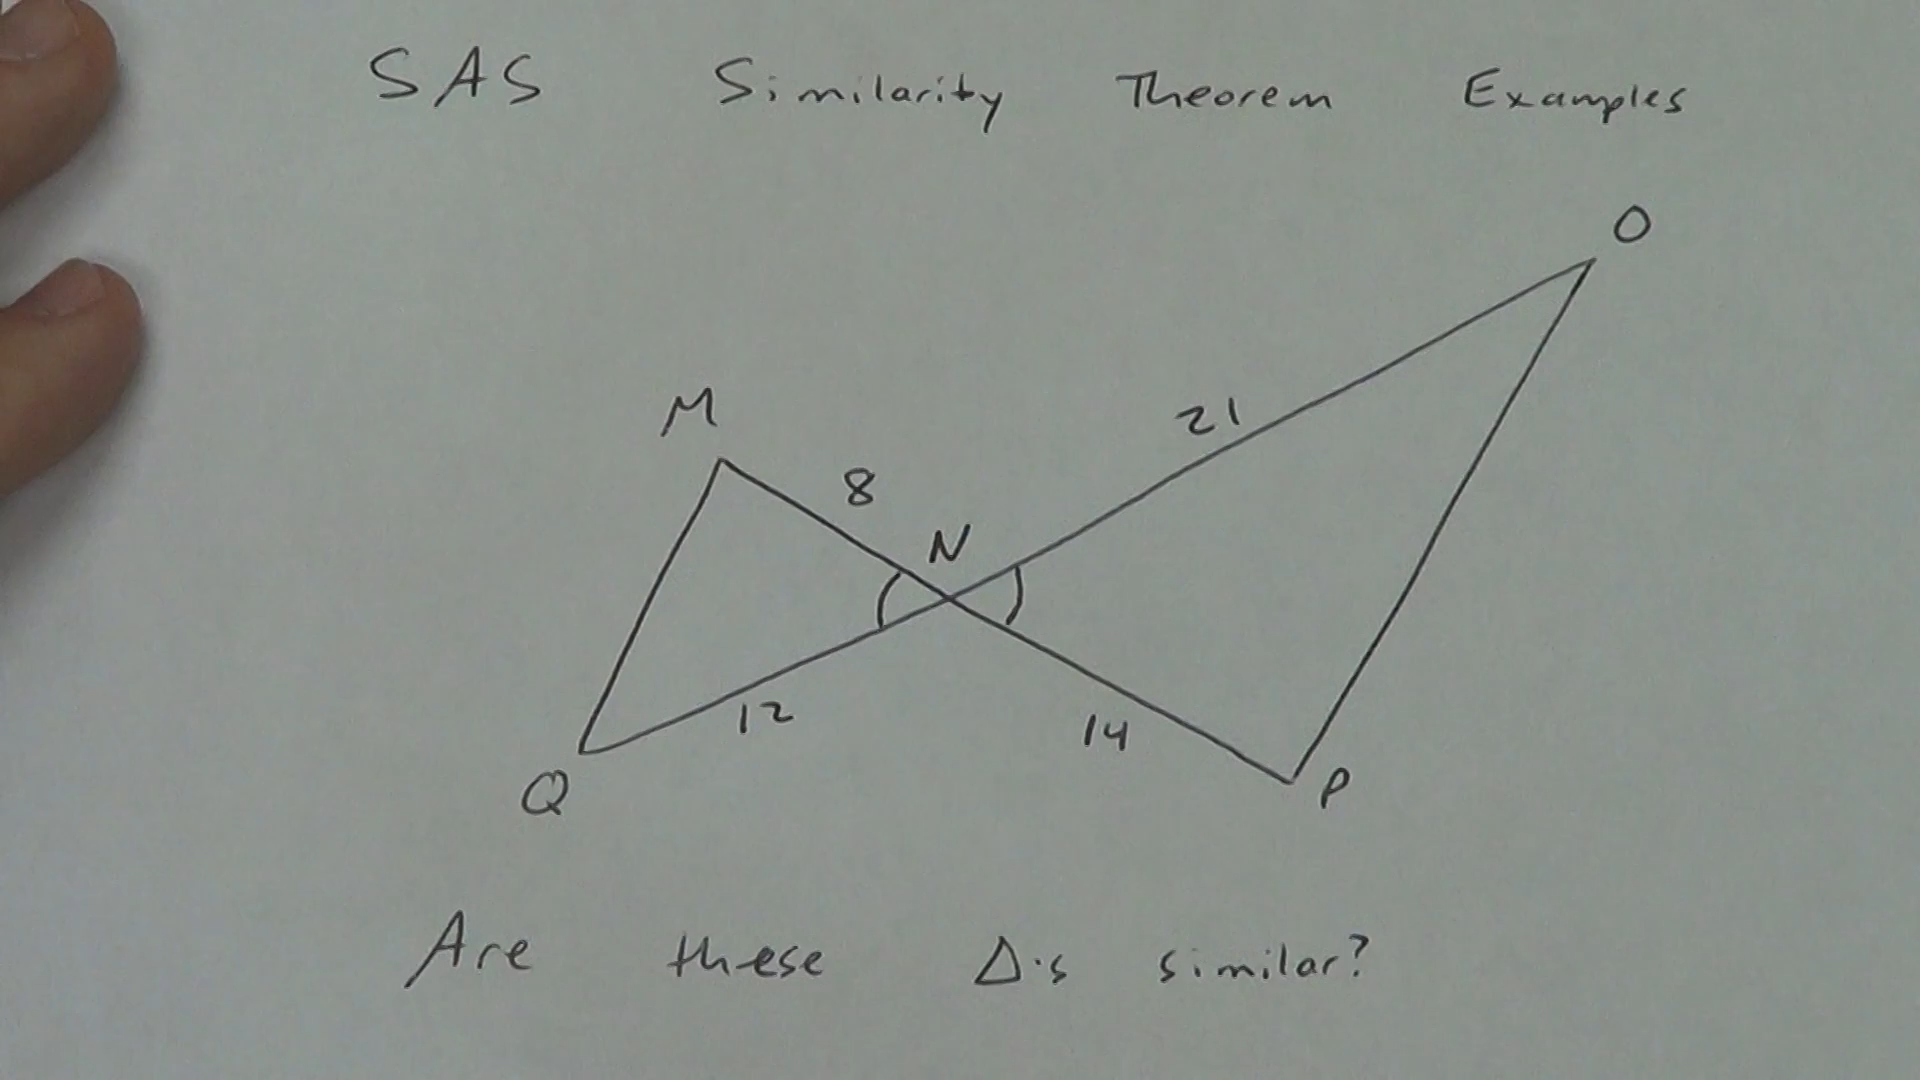 SAS Similarity Theorem Examples
O
21
M
8
N
12
14
Q
P
Are these Δ's similar?